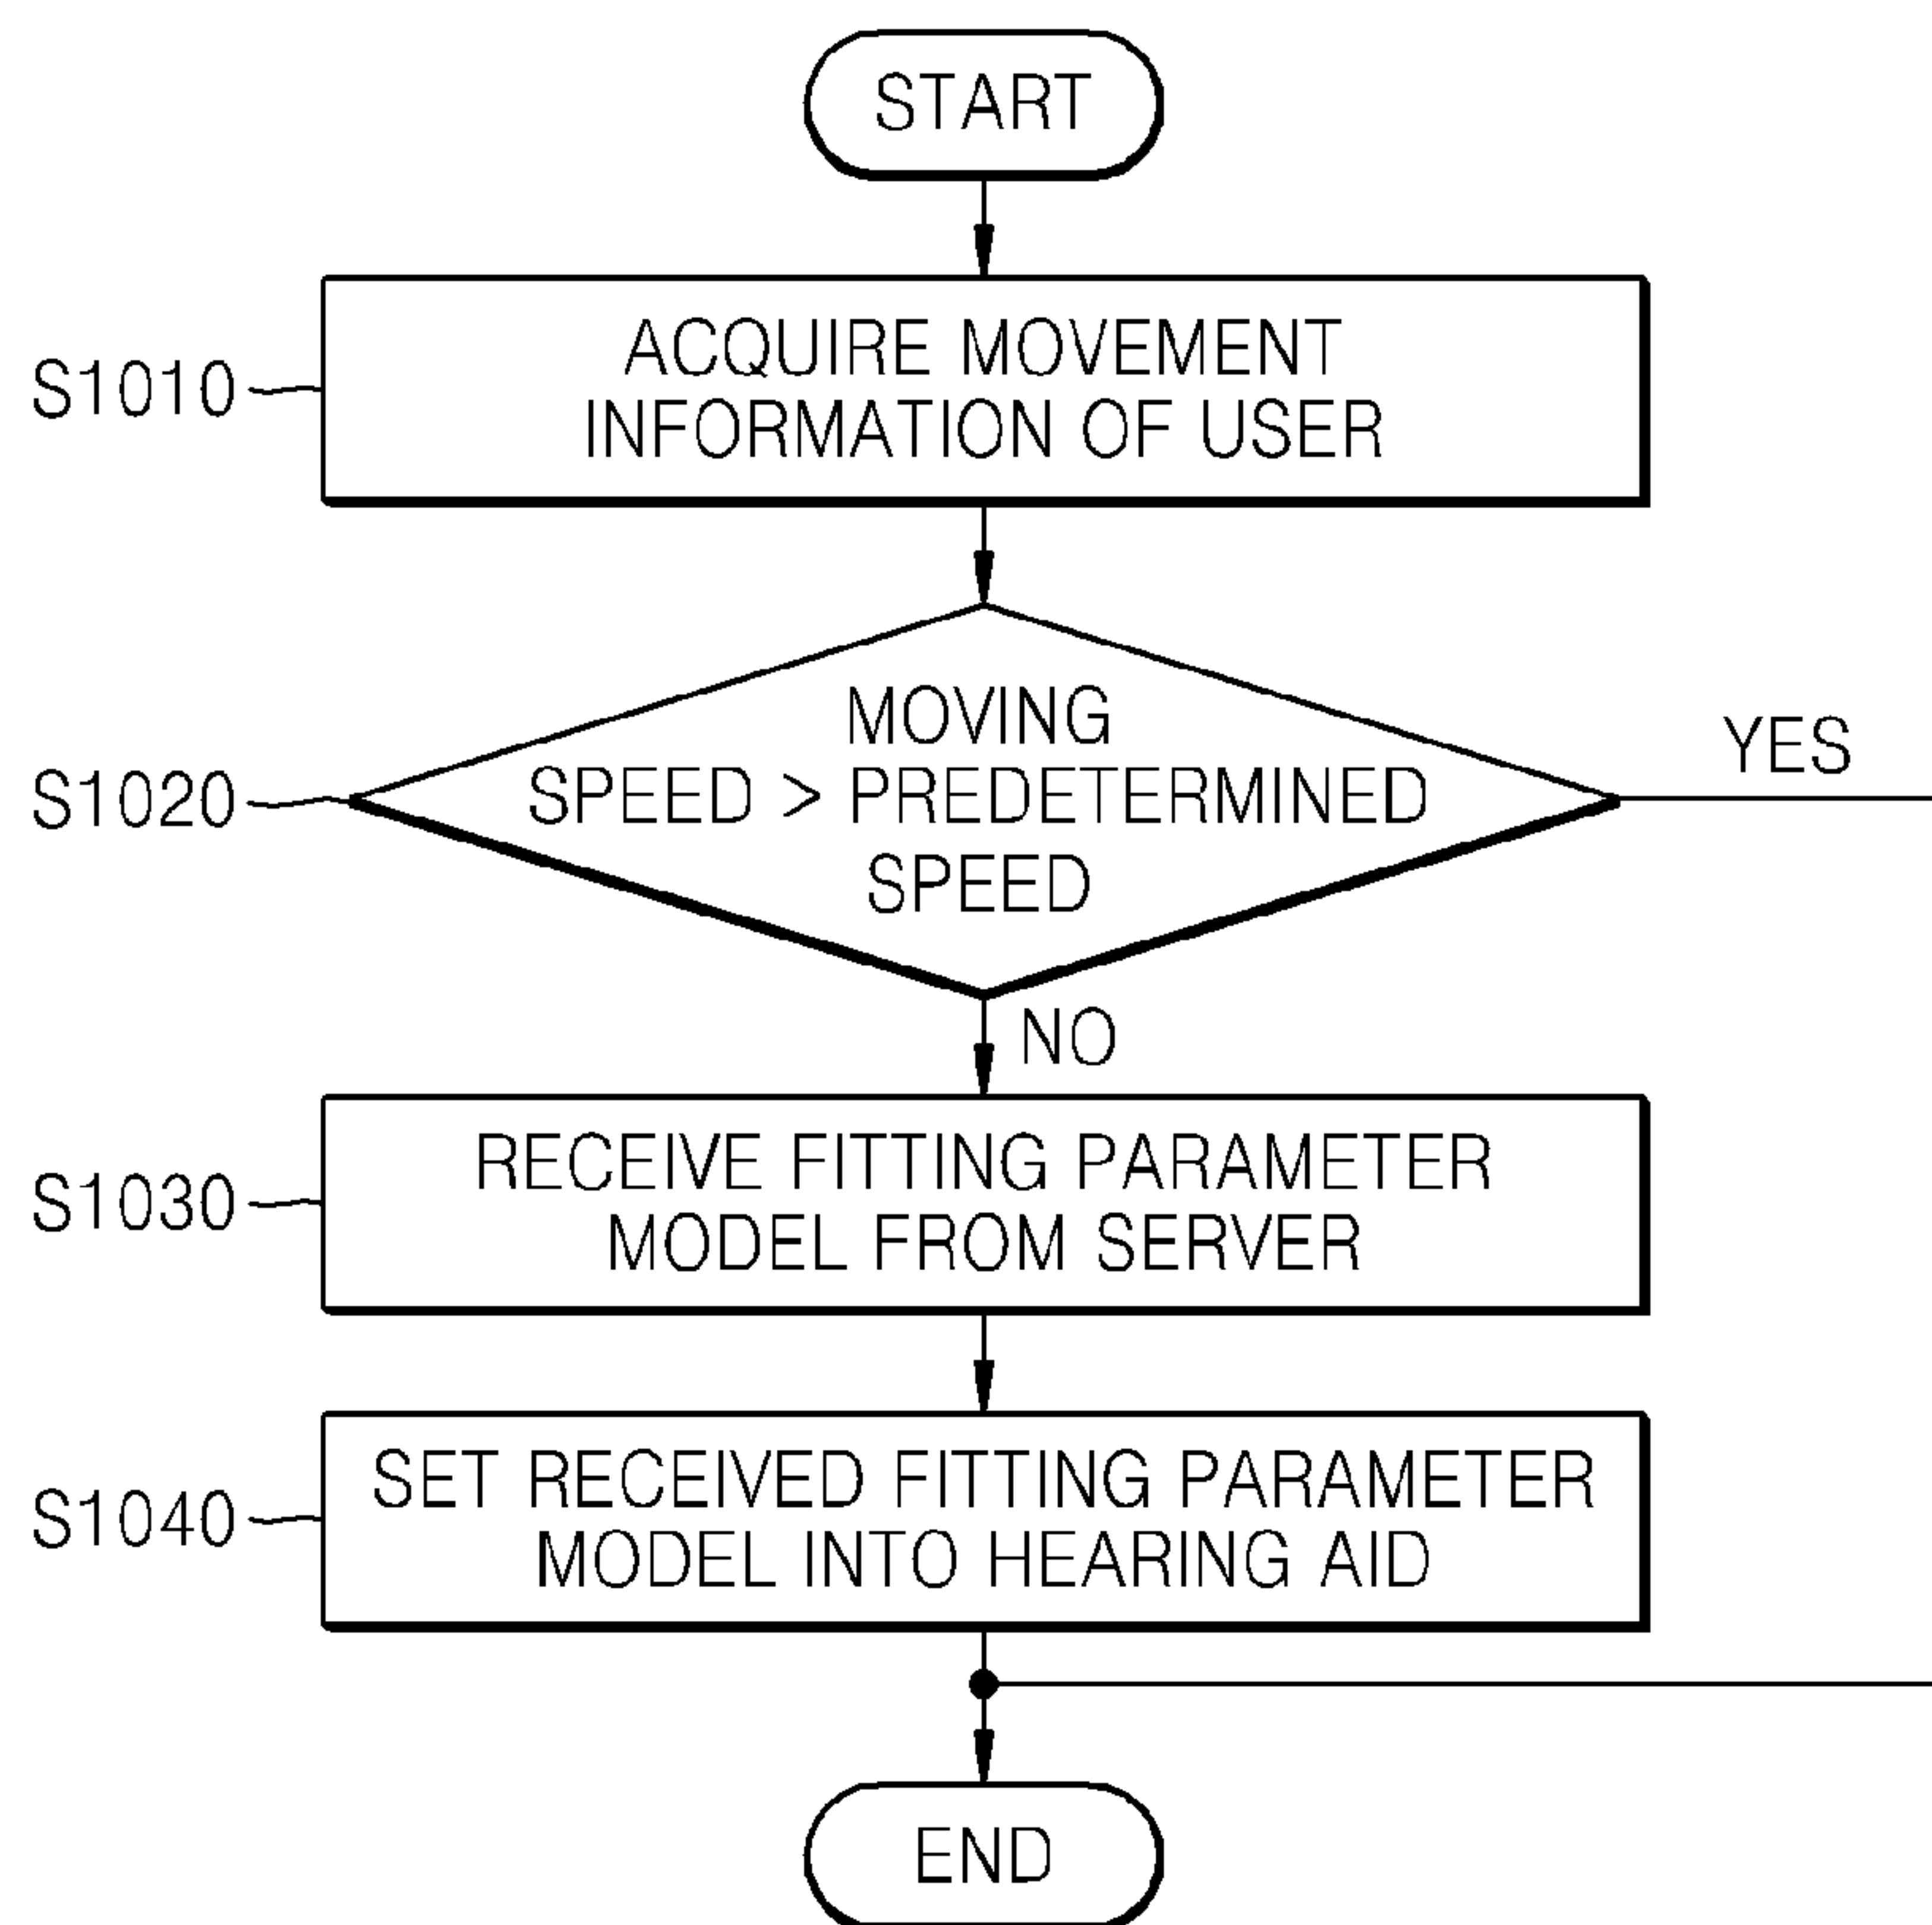 START
S1010
ACQUIRE MOVEMENT
INFORMATION OF USER
S1020
MOVING
SPEED > PREDETERMINED
SPEED
YES
NO
S1030
RECEIVE FITTING PARAMETER
MODEL FROM SERVER
S1040
SET RECEIVED FITTING PARAMETER
MODEL INTO HEARING AID
END